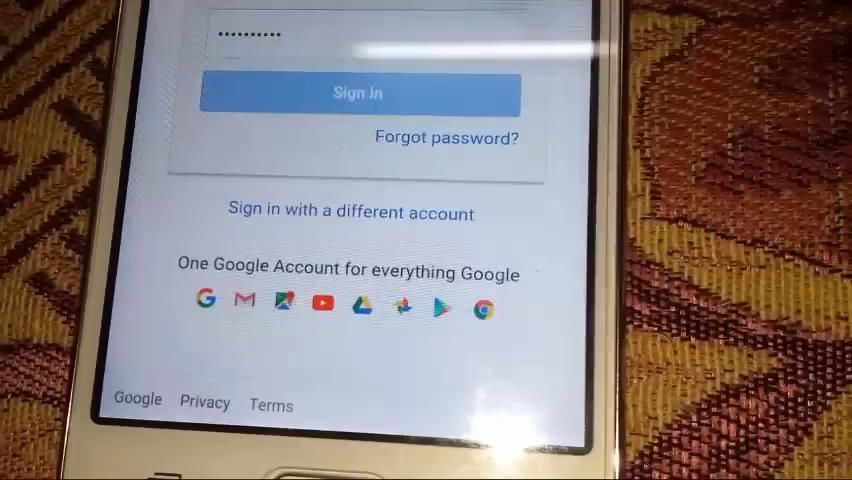 ••••••••••
Sign in
Forgot password?
Sign in with a different account
One Google Account for everything Google
Google Privacy Terms